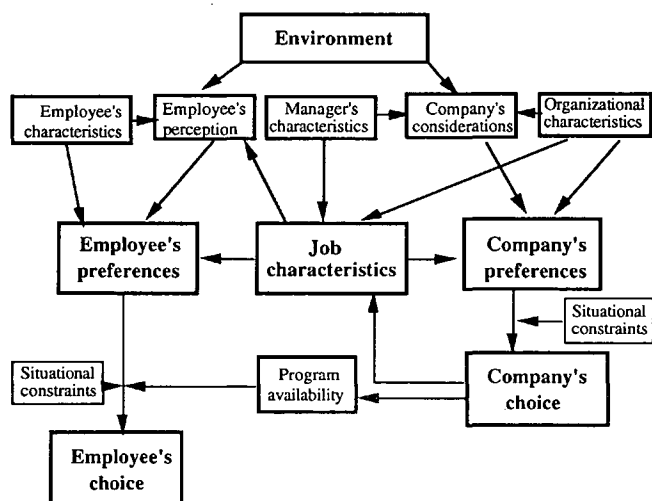 Environment
Employee's
characteristics
Employee's
perception
Manager's
characteristics
Company's
considerations
Organizational
characteristics
Employee's
preferences
Job
characteristics
Company's
preferences
Situational
constraints
Situational
constraints
Program
availability
Company's
choice
Employee's
choice